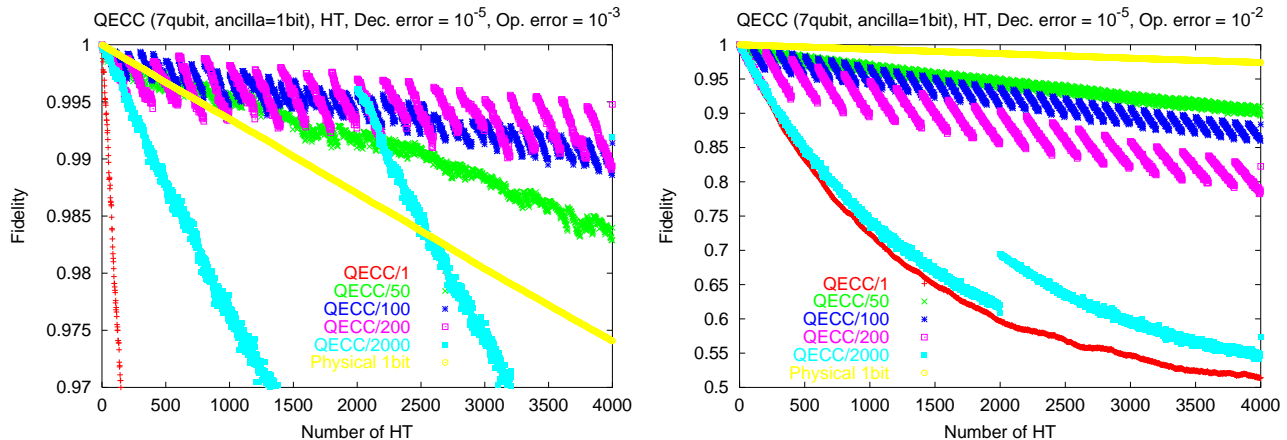 QECC (7qubit, ancilla=1bit), HT, Dec. error = 10⁻⁵, Op. error = 10⁻³
1
0.995
0.99
0.985
0.98
0.975
0.97
Fidelity
QECC/1
QECC/50
QECC/100
QECC/200
QECC/2000
Physical 1bit
0 500 1000 1500 2000 2500 3000 3500 4000
Number of HT
QECC (7qubit, ancilla=1bit), HT, Dec. error = 10⁻⁵, Op. error = 10⁻²
1
0.95
0.9
0.85
0.8
0.75
0.7
0.65
0.6
0.55
0.5
Fidelity
QECC/1
QECC/50
QECC/100
QECC/200
QECC/2000
Physical 1bit
0 500 1000 1500 2000 2500 3000 3500 4000
Number of HT